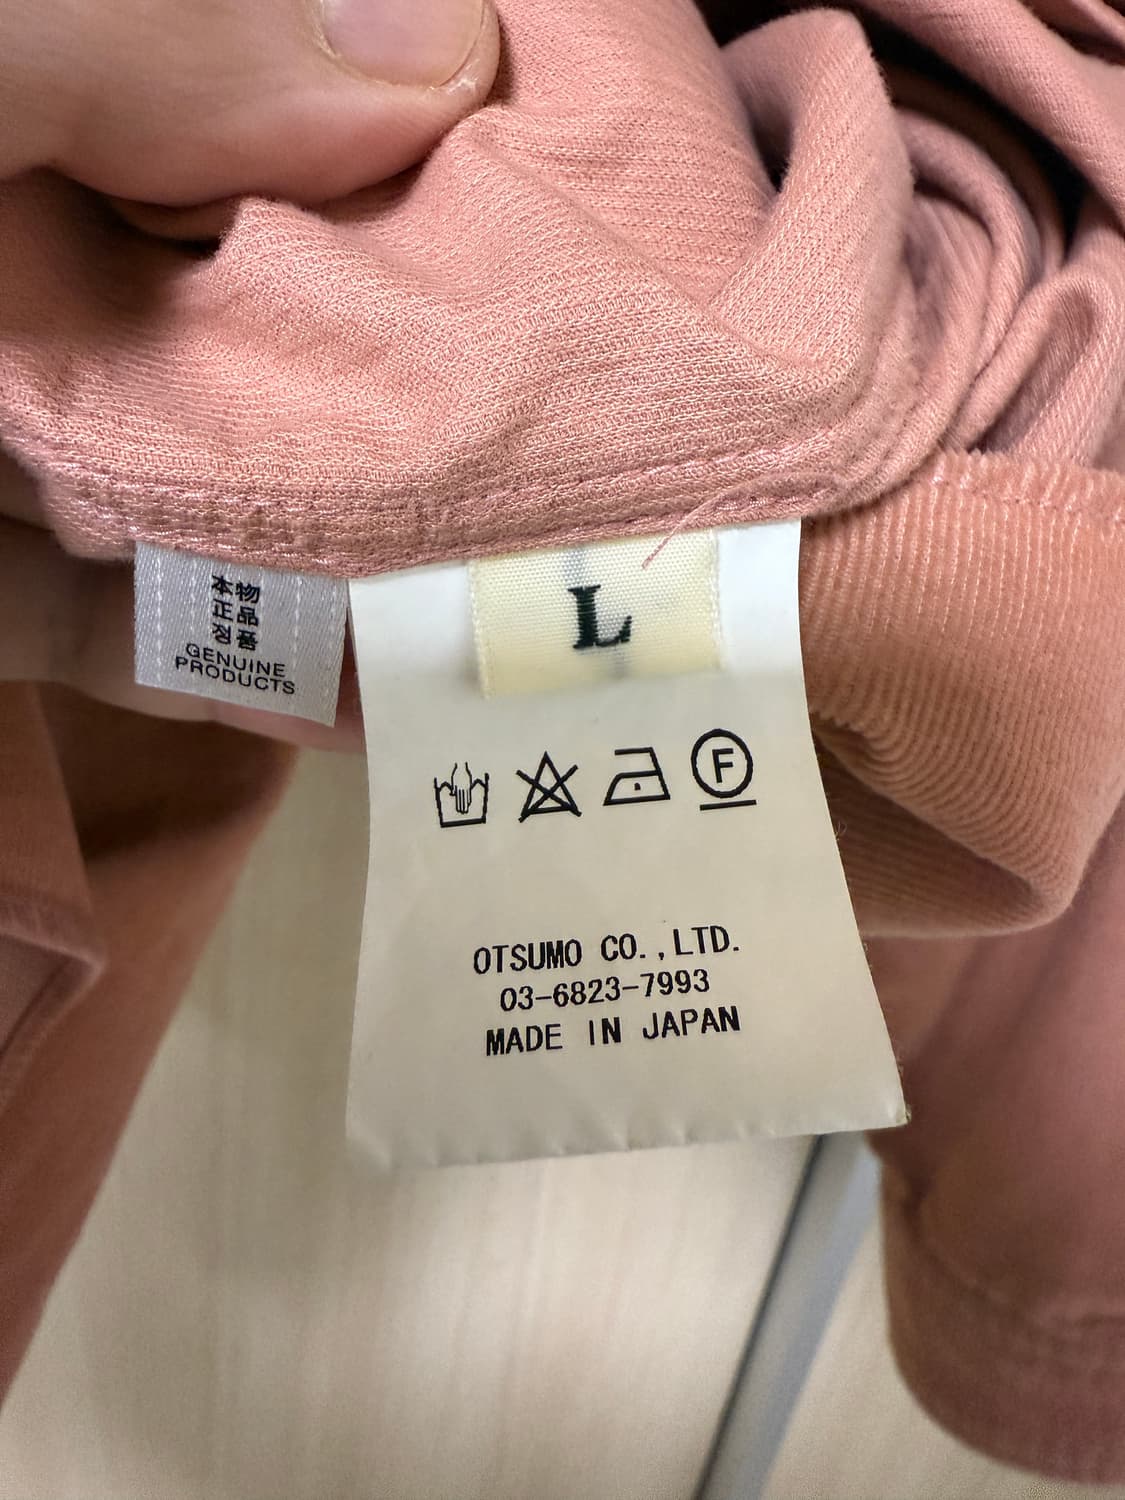 本物
正品
정품
GENUINE
PRODUCTS
L
F
OTSUMO CO.,LTD.
03-6823-7993
MADE IN JAPAN